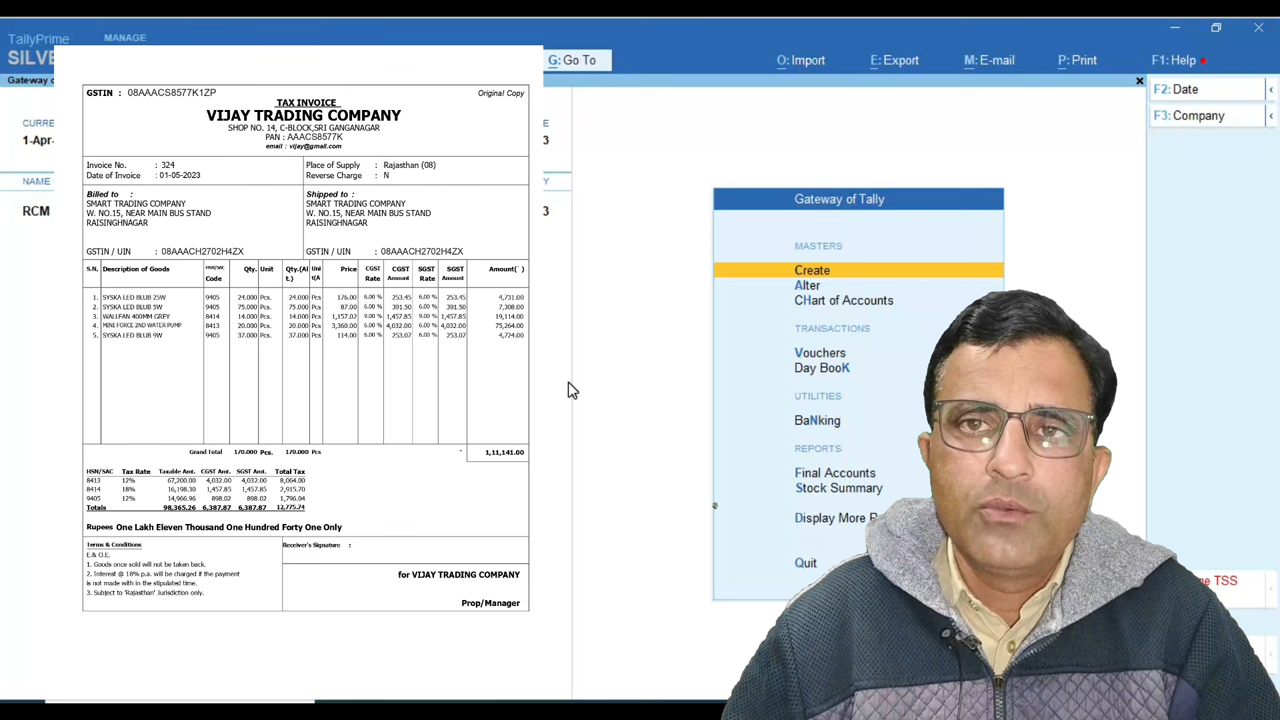 TallyPrime
MANAGE
SILVE
G: Go To
O: Import
E: Export
M: E-mail
P: Print
F1: Help
Gateway o
F2: Date
F3: Company
CURRE
1-Apr-
NAME
RCM
3
3
GSTIN : 08AAACS8577K1ZP
Original Copy
TAX INVOICE
VIJAY TRADING COMPANY
SHOP NO. 14, C-BLOCK,SRI GANGANAGAR
PAN : AAACS8577K
email : vijay@gmail.com
Invoice No. : 324
Date of Invoice : 01-05-2023
Place of Supply : Rajasthan (08)
Reverse Charge : N
Billed to :
SMART TRADING COMPANY
W. NO.15, NEAR MAIN BUS STAND
RAISINGHNAGAR
GSTIN / UIN : 08AAACH2702H4ZX
Shipped to :
SMART TRADING COMPANY
W. NO.15, NEAR MAIN BUS STAND
RAISINGHNAGAR
GSTIN / UIN : 08AAACH2702H4ZX
S.N. Description of Goods HSN/SAC Code Qty. Unit Qty.(Al t.) Uni t(A Price CGST Rate CGST Amount SGST Rate SGST Amount Amount(`)
1. SYSKA LED BLUB 25W 9405 24.000 Pcs. 24.000 Pcs 176.00 6.00 % 253.45 6.00 % 253.45 4,731.00
2. SYSKA LED BLUB 5W 9405 75.000 Pcs. 75.000 Pcs 87.00 6.00 % 391.50 6.00 % 391.50 7,308.00
3. WALLFAN 400MM GREY 8414 14.000 Pcs. 14.000 Pcs 1,157.02 9.00 % 1,457.85 9.00 % 1,457.85 19,114.00
4. MINI FORCE 2ND WATER PUMP 8413 20.000 Pcs. 20.000 Pcs 3,360.00 6.00 % 4,032.00 6.00 % 4,032.00 75,264.00
5. SYSKA LED BLUB 9W 9405 37.000 Pcs. 37.000 Pcs 114.00 6.00 % 253.07 6.00 % 253.07 4,724.00
Grand Total 170.000 Pcs. 170.000 Pcs. ` 1,11,141.00
HSN/SAC Tax Rate Taxable Amt. CGST Amt. SGST Amt. Total Tax
8413 12% 67,200.00 4,032.00 4,032.00 8,064.00
8414 18% 16,198.30 1,457.85 1,457.85 2,915.70
9405 12% 14,966.96 898.02 898.02 1,796.04
Totals 98,365.26 6,387.87 6,387.87 12,775.74
Rupees One Lakh Eleven Thousand One Hundred Forty One Only
Terms & Conditions
E.& O.E.
1. Goods once sold will not be taken back.
2. Interest @ 18% p.a. will be charged if the payment
is not made with in the stipulated time.
3. Subject to 'Rajasthan' Jurisdiction only.
Receiver's Signature :
for VIJAY TRADING COMPANY
Prop/Manager
Gateway of Tally
MASTERS
Create
Alter
CHart of Accounts
TRANSACTIONS
Vouchers
Day BooK
UTILITIES
BaNking
REPORTS
Final Accounts
Stock Summary
Display More R
Quit
TSS